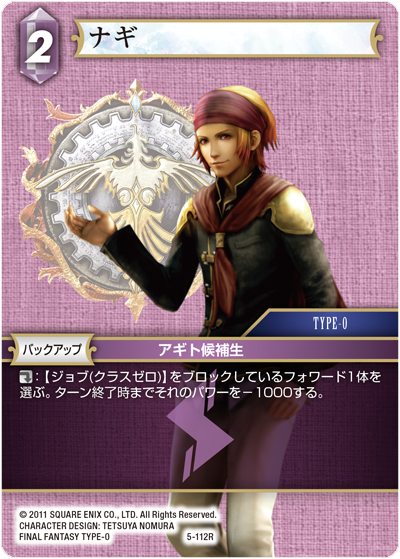 2
ナギ
TYPE-0
バックアップ
アギト候補生
：【ジョブ(クラスゼロ)】をブロックしているフォワード1体を
選ぶ。ターン終了時までそれのパワーを－1000する。
© 2011 SQUARE ENIX CO., LTD. All Rights Reserved.
CHARACTER DESIGN: TETSUYA NOMURA
FINAL FANTASY TYPE-0
5-112R